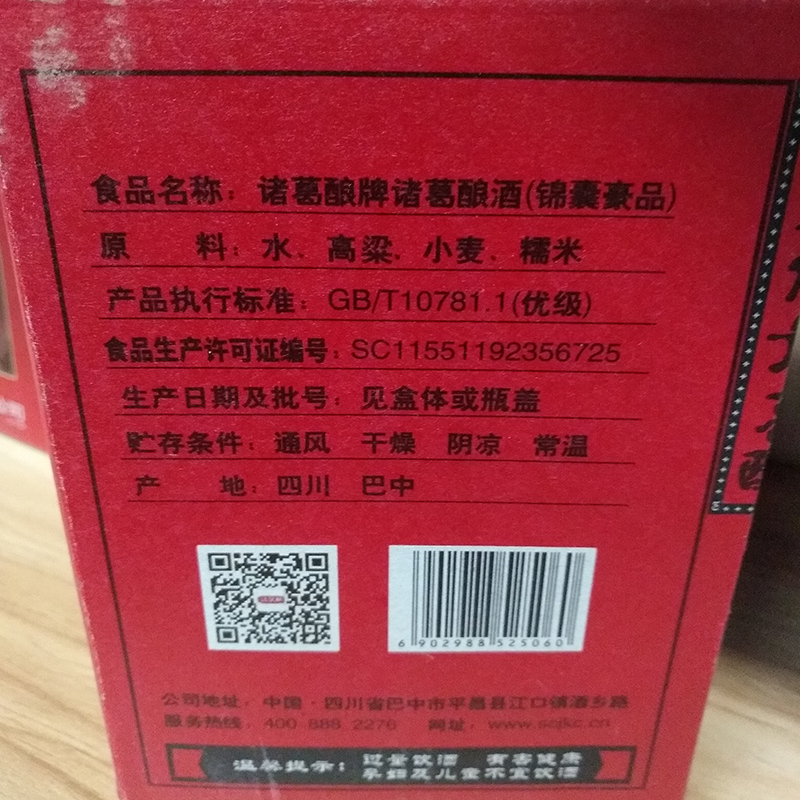 食品名称：诸葛酿牌诸葛酿酒(锦囊豪品)
原 料：水、高粱、小麦、糯米
产品执行标准：GB/T10781.1(优级)
食品生产许可证编号：SC11551192356725
生产日期及批号：见盒体或瓶盖
贮存条件：通风 干燥 阴凉 常温
产 地：四川 巴中
6 902988 525060
公司地址：中国·四川省巴中市平昌县江口镇酒乡路
服务热线：400-888-2276 网址：www.scjkc.cn
温馨提示：过量饮酒 有害健康
孕妇及儿童不宜饮酒